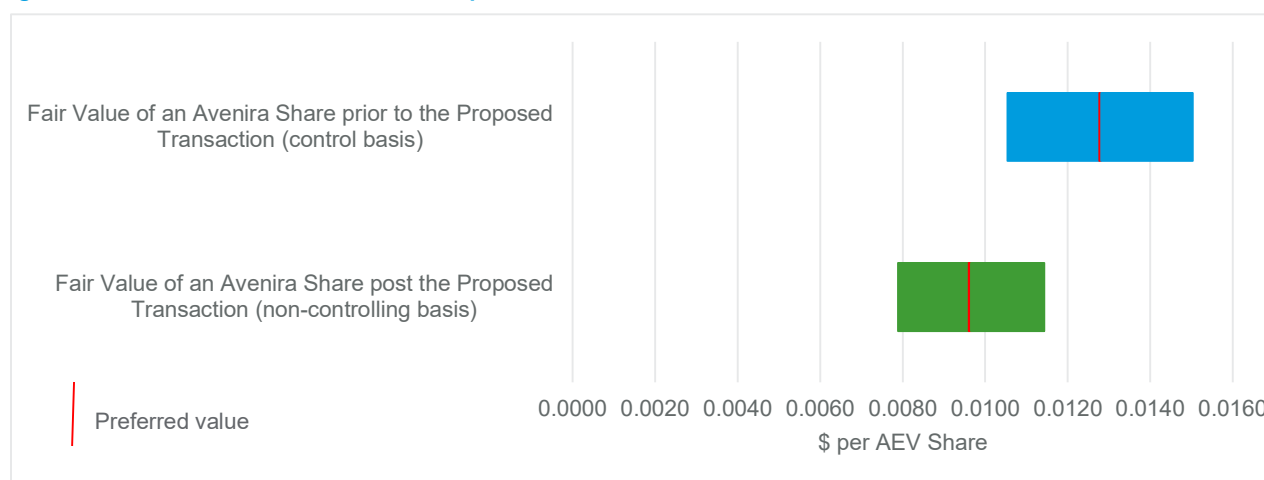 Fair Value of an Avenira Share prior to the Proposed
Transaction (control basis)
Fair Value of an Avenira Share post the Proposed
Transaction (non-controlling basis)
Preferred value
0.0000 0.0020 0.0040 0.0060 0.0080 0.0100 0.0120 0.0140 0.0160
$ per AEV Share